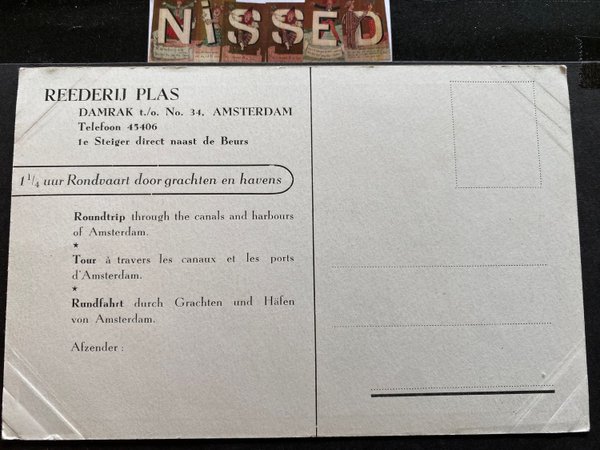 NISSED
REEDERIJ PLAS
DAMRAK t./o. No. 34, AMSTERDAM
Telefoon 45406
1e Steiger direct naast de Beurs
1 1/4 uur Rondvaart door grachten en havens
Roundtrip through the canals and harbours
of Amsterdam.
★
Tour à travers les canaux et les ports
d'Amsterdam.
★
Rundfahrt durch Grachten und Häfen
von Amsterdam.
Afzender :